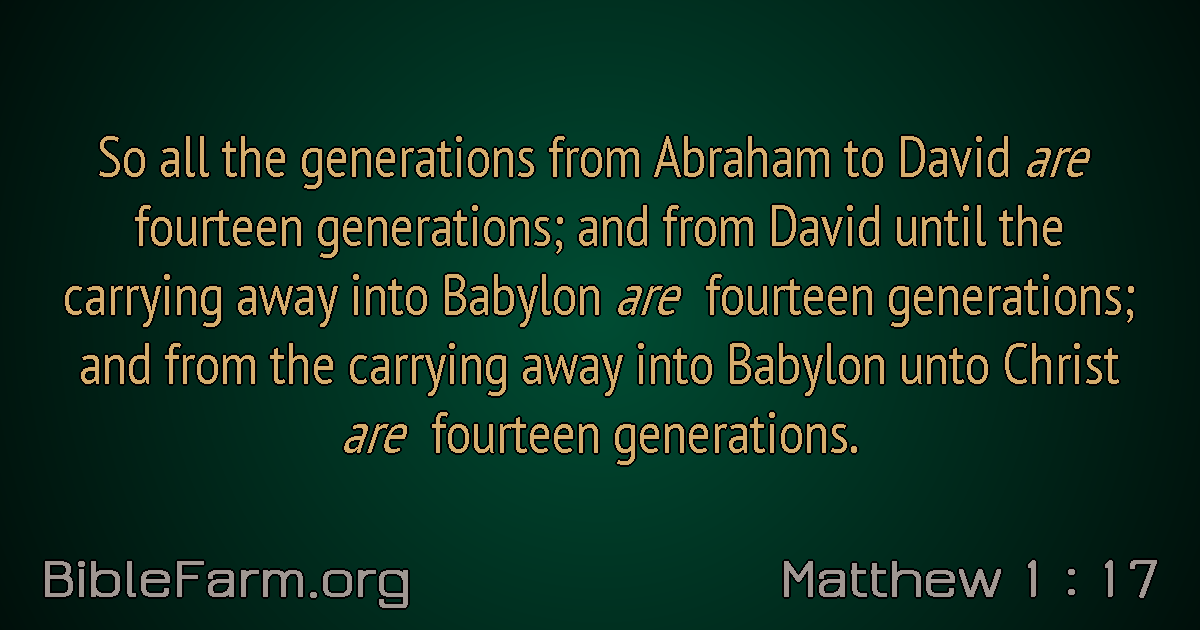 So all the generations from Abraham to David are
fourteen generations; and from David until the
carrying away into Babylon are fourteen generations;
and from the carrying away into Babylon unto Christ
are fourteen generations.
BibleFarm.org
Matthew 1 : 17